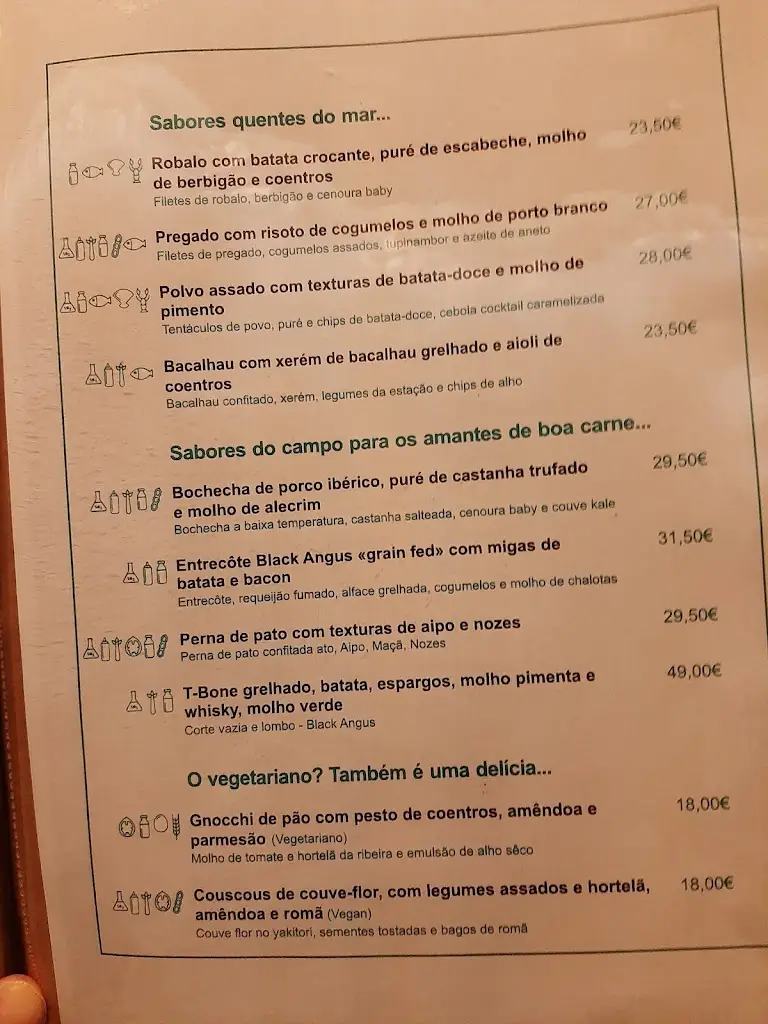 Sabores quentes do mar...
Robalo com batata crocante, puré de escabeche, molho 23,50€
de berbigão e coentros
Filetes de robalo, berbigão e cenoura baby
Pregado com risoto de cogumelos e molho de porto branco 27,00€
Filetes de pregado, cogumelos assados, tupinambor e azeite de aneto
Polvo assado com texturas de batata-doce e molho de 28,00€
pimento
Tentáculos de povo, puré e chips de batata-doce, cebola cocktail caramelizada
Bacalhau com xerém de bacalhau grelhado e aioli de 23,50€
coentros
Bacalhau confitado, xerém, legumes da estação e chips de alho
Sabores do campo para os amantes de boa carne...
Bochecha de porco ibérico, puré de castanha trufado 29,50€
e molho de alecrim
Bochecha a baixa temperatura, castanha salteada, cenoura baby e couve kale
Entrecôte Black Angus «grain fed» com migas de 31,50€
batata e bacon
Entrecôte, requeijão fumado, alface grelhada, cogumelos e molho de chalotas
Perna de pato com texturas de aipo e nozes 29,50€
Perna de pato confitada ato, Aipo, Maçã, Nozes
T-Bone grelhado, batata, espargos, molho pimenta e 49,00€
whisky, molho verde
Corte vazia e lombo - Black Angus
O vegetariano? Também é uma delícia...
Gnocchi de pão com pesto de coentros, amêndoa e 18,00€
parmesão (Vegetariano)
Molho de tomate e hortelã da ribeira e emulsão de alho sêco
Couscous de couve-flor, com legumes assados e hortelã, 18,00€
amêndoa e romã (Vegan)
Couve flor no yakitori, sementes tostadas e bagos de romã